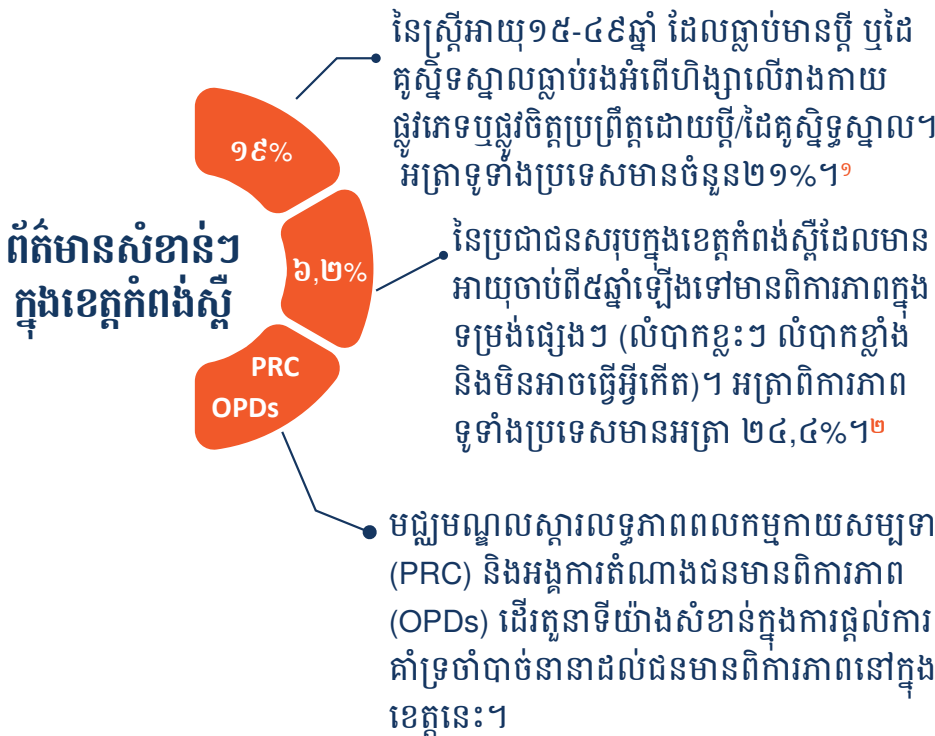 ព័ត៌មានសំខាន់ៗ
ក្នុងខេត្តកំពង់ស្ពឺ
១៩%
នៃស្ត្រីអាយុ១៥-៤៩ឆ្នាំ ដែលធ្លាប់មានប្តី ឬដៃ
គូស្និទស្នាលធ្លាប់រងអំពើហិង្សាលើរាងកាយ
ផ្លូវភេទឬផ្លូវចិត្តប្រព្រឹត្តដោយប្តី/ដៃគូស្និទ្ធស្នាល។
អត្រាទូទាំងប្រទេសមានចំនួន២១%។១
៦,២%
នៃប្រជាជនសរុបក្នុងខេត្តកំពង់ស្ពឺដែលមាន
អាយុចាប់ពី៥ឆ្នាំឡើងទៅមានពិការភាពក្នុង
ទម្រង់ផ្សេងៗ (លំបាកខ្លះៗ លំបាកខ្លាំង
និងមិនអាចធ្វើអ្វីកើត)។ អត្រាពិការភាព
ទូទាំងប្រទេសមានអត្រា ២៤,៤%។២
PRC
OPDs
មជ្ឈមណ្ឌលស្តារលទ្ធភាពពលកម្មកាយសម្បទា
(PRC) និងអង្គការតំណាងជនមានពិការភាព
(OPDs) ដើរតួនាទីយ៉ាងសំខាន់ក្នុងការផ្តល់ការ
គាំទ្រចាំបាច់នានាដល់ជនមានពិការភាពនៅក្នុង
ខេត្តនេះ។